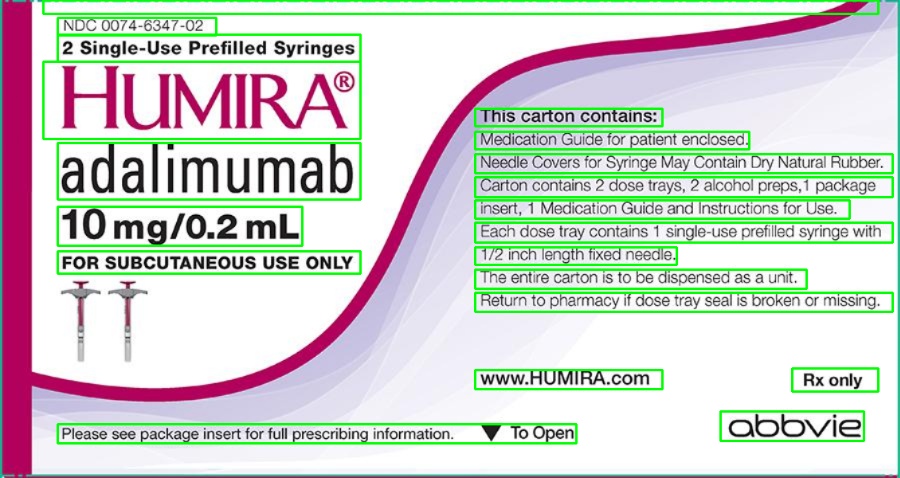 NDC 0074-6347-02
2 Single-Use Prefilled Syringes
HUMIRA®
adalimumab
10 mg/0.2 mL
FOR SUBCUTANEOUS USE ONLY
This carton contains:
Medication Guide for patient enclosed.
Needle Covers for Syringe May Contain Dry Natural Rubber.
Carton contains 2 dose trays, 2 alcohol preps,1 package
insert, 1 Medication Guide and Instructions for Use.
Each dose tray contains 1 single-use prefilled syringe with
1/2 inch length fixed needle.
The entire carton is to be dispensed as a unit.
Return to pharmacy if dose tray seal is broken or missing.
www.HUMIRA.com
Rx only
Please see package insert for full prescribing information.
▼ To Open
abbvie